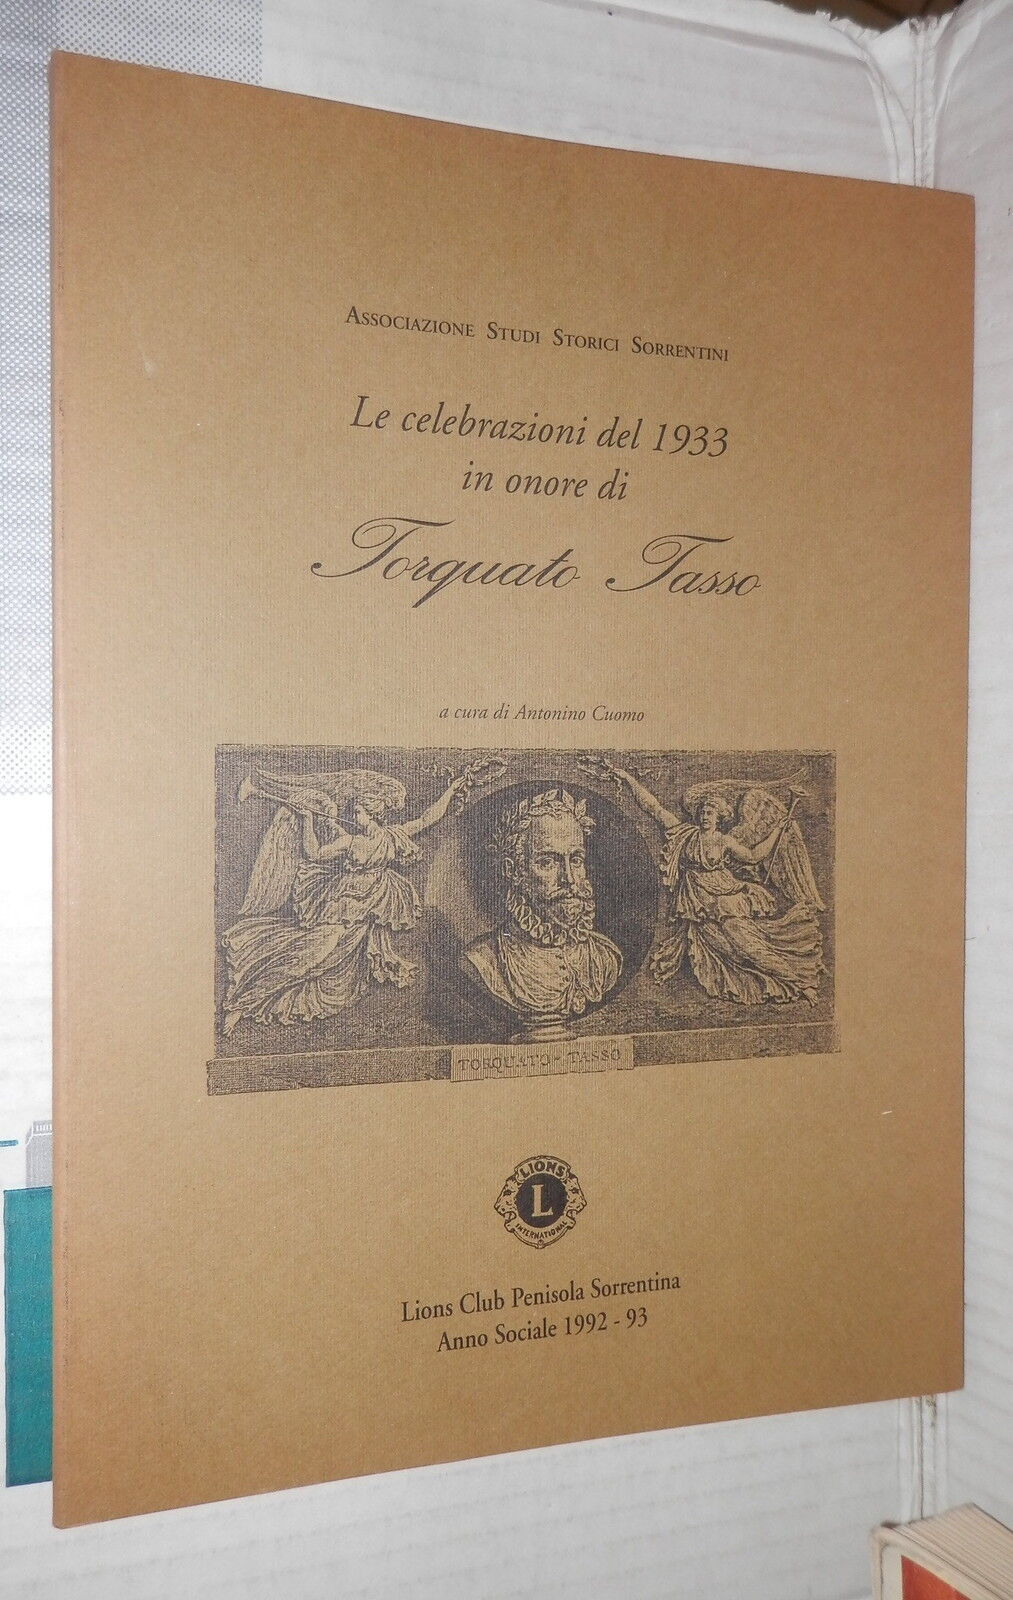 ASSOCIAZIONE STUDI STORICI SORRENTINI
Le celebrazioni del 1933
in onore di
Torquato Tasso
a cura di Antonino Cuomo
TORQUATO-TASSO
LIONS
L
INTERNATIONAL
Lions Club Penisola Sorrentina
Anno Sociale 1992 - 93